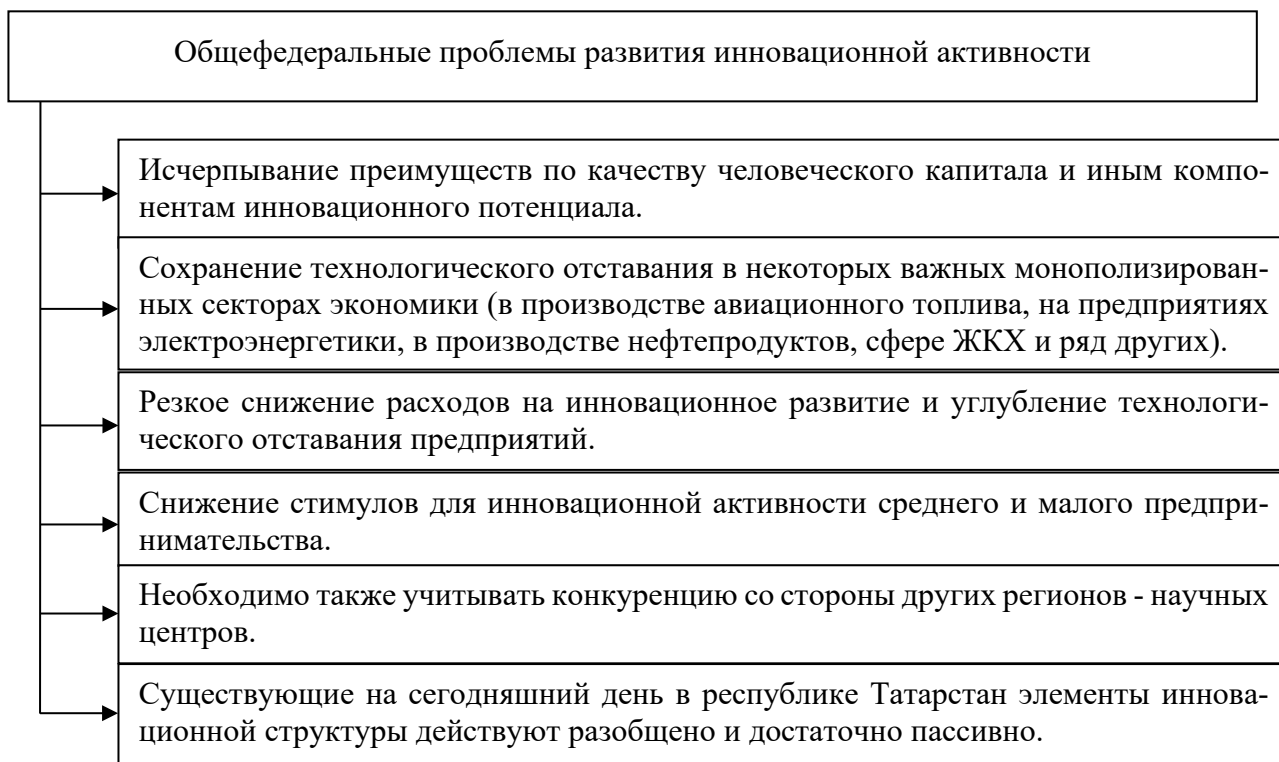 Общефедеральные проблемы развития инновационной активности
Исчерпывание преимуществ по качеству человеческого капитала и иным компо-
нентам инновационного потенциала.
Сохранение технологического отставания в некоторых важных монополизирован-
ных секторах экономики (в производстве авиационного топлива, на предприятиях
электроэнергетики, в производстве нефтепродуктов, сфере ЖКХ и ряд других).
Резкое снижение расходов на инновационное развитие и углубление технологи-
ческого отставания предприятий.
Снижение стимулов для инновационной активности среднего и малого предпри-
нимательства.
Необходимо также учитывать конкуренцию со стороны других регионов - научных
центров.
Существующие на сегодняшний день в республике Татарстан элементы иннова-
ционной структуры действуют разобщено и достаточно пассивно.